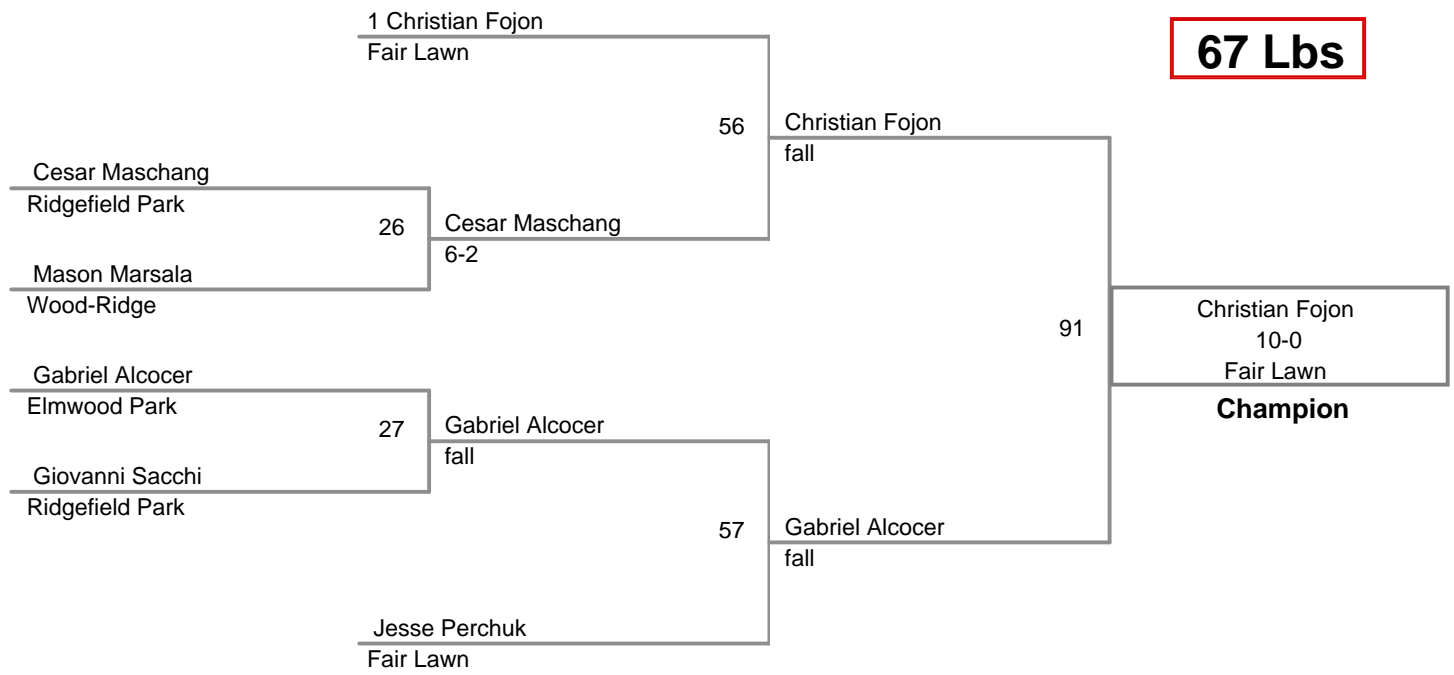 1 Christian Fojon
Fair Lawn
67 Lbs
56
Christian Fojon
fall
Cesar Maschang
Ridgefield Park
26
Cesar Maschang
6-2
Mason Marsala
Wood-Ridge
91
Christian Fojon
10-0
Fair Lawn
Champion
Gabriel Alcocer
Elmwood Park
27
Gabriel Alcocer
fall
Giovanni Sacchi
Ridgefield Park
57
Gabriel Alcocer
fall
Jesse Perchuk
Fair Lawn